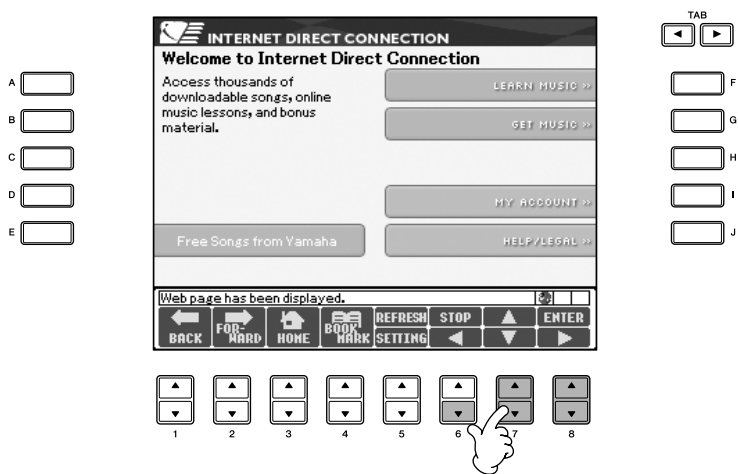 TAB
INTERNET DIRECT CONNECTION
Welcome to Internet Direct Connection
Access thousands of
downloadable songs, online
music lessons, and bonus
material.
LEARN MUSIC »
GET MUSIC »
MY ACCOUNT »
Free Songs from Yamaha
HELP/LEGAL »
A
B
C
D
E
F
G
H
I
J
Web page has been displayed.
BACK
FOR-
WARD
HOME
BOOK
MARK
REFRESH
SETTING
STOP
ENTER
1 2 3 4 5 6 7 8